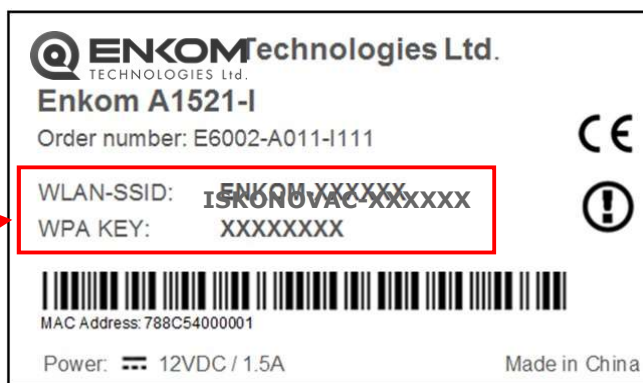 ENKOM Technologies Ltd.
TECHNOLOGIES Ltd.
Enkom A1521-I
Order number: E6002-A011-I111
WLAN-SSID: ENKOM-XXXXXX
ISKONOVAC-XXXXXX
WPA KEY: XXXXXXXX
MAC Address: 788C54000001
Power: 12VDC / 1.5A
Made in China